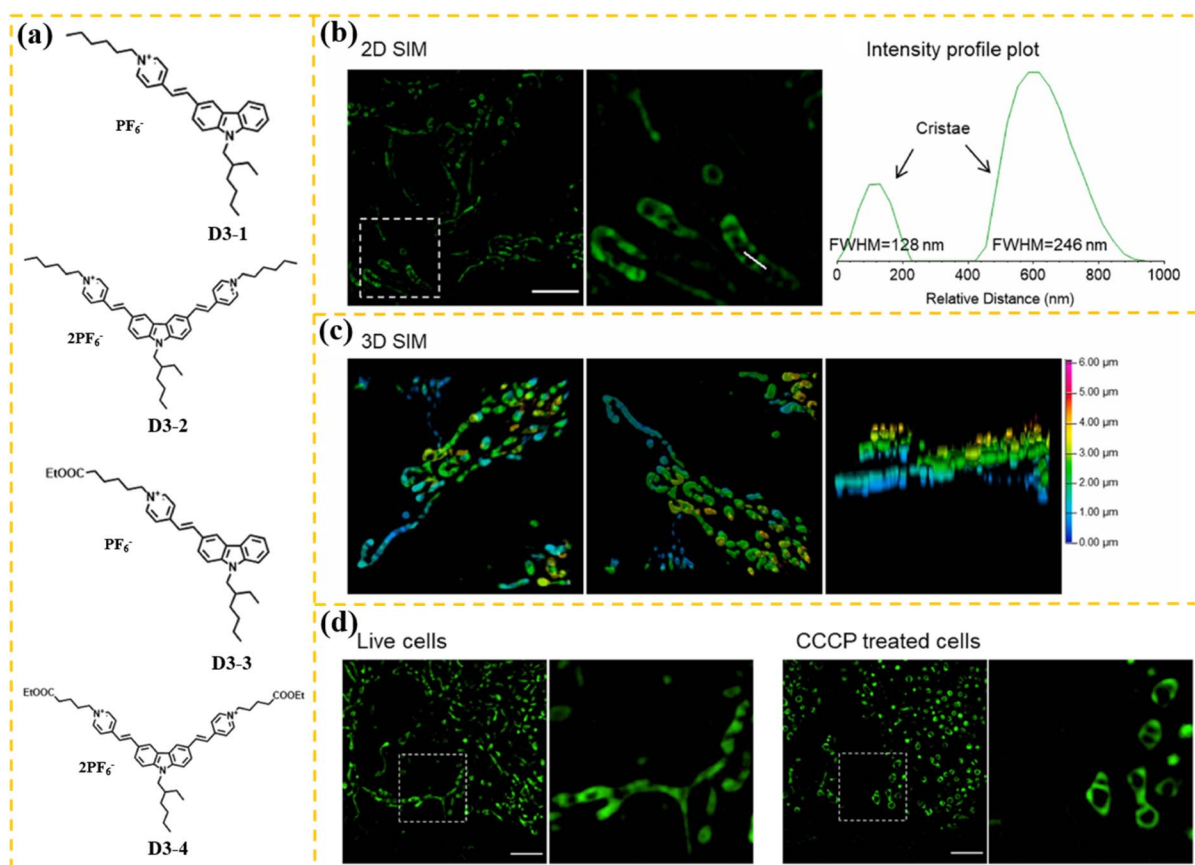 (a)
N⁺
PF₆⁻
N
D3-1
N⁺
N⁺
2PF₆⁻
N
D3-2
EtOOC
N⁺
PF₆⁻
N
D3-3
EtOOC
COOEt
N⁺
N⁺
2PF₆⁻
N
D3-4
(b)
2D SIM
Intensity profile plot
Cristae
FWHM=128 nm
FWHM=246 nm
0 200 400 600 800 1000
Relative Distance (nm)
(c)
3D SIM
6.00 µm
5.00 µm
4.00 µm
3.00 µm
2.00 µm
1.00 µm
0.00 µm
(d)
Live cells
CCCP treated cells